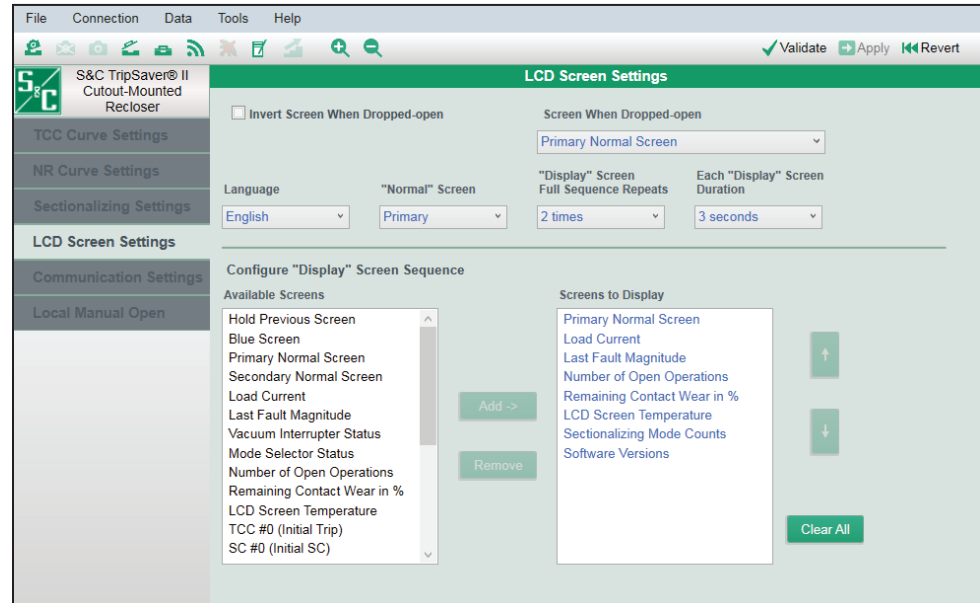 File Connection Data Tools Help
Validate Apply Revert
S&C
S&C TripSaver® II
Cutout-Mounted
Recloser
TCC Curve Settings
NR Curve Settings
Sectionalizing Settings
LCD Screen Settings
Communication Settings
Local Manual Open
LCD Screen Settings
Invert Screen When Dropped-open
Screen When Dropped-open
Primary Normal Screen
Language
English
"Normal" Screen
Primary
"Display" Screen
Full Sequence Repeats
2 times
Each "Display" Screen
Duration
3 seconds
Configure "Display" Screen Sequence
Available Screens
Hold Previous Screen
Blue Screen
Primary Normal Screen
Secondary Normal Screen
Load Current
Last Fault Magnitude
Vacuum Interrupter Status
Mode Selector Status
Number of Open Operations
Remaining Contact Wear in %
LCD Screen Temperature
TCC #0 (Initial Trip)
SC #0 (Initial SC)
Add ->
Remove
Screens to Display
Primary Normal Screen
Load Current
Last Fault Magnitude
Number of Open Operations
Remaining Contact Wear in %
LCD Screen Temperature
Sectionalizing Mode Counts
Software Versions
Clear All